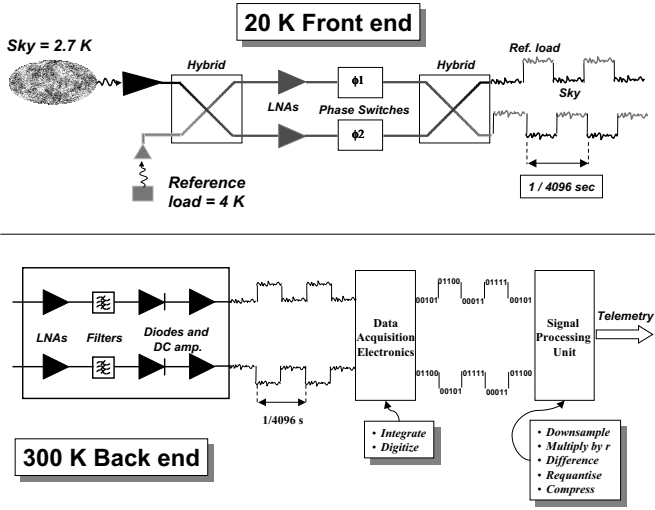 20 K Front end
Sky = 2.7 K
Hybrid
Hybrid
Ref. load
ϕ1
LNAs
Phase Switches
Sky
ϕ2
1 / 4096 sec
Reference
load = 4 K
01100
01111
00101
00011
00101
LNAs
Filters
Diodes and
DC amp.
Data
Acquisition
Electronics
Signal
Processing
Unit
Telemetry
01100
01111
01100
00101
00011
1/4096 s
• Integrate
• Digitize
• Downsample
• Multiply by r
• Difference
• Requantise
• Compress
300 K Back end